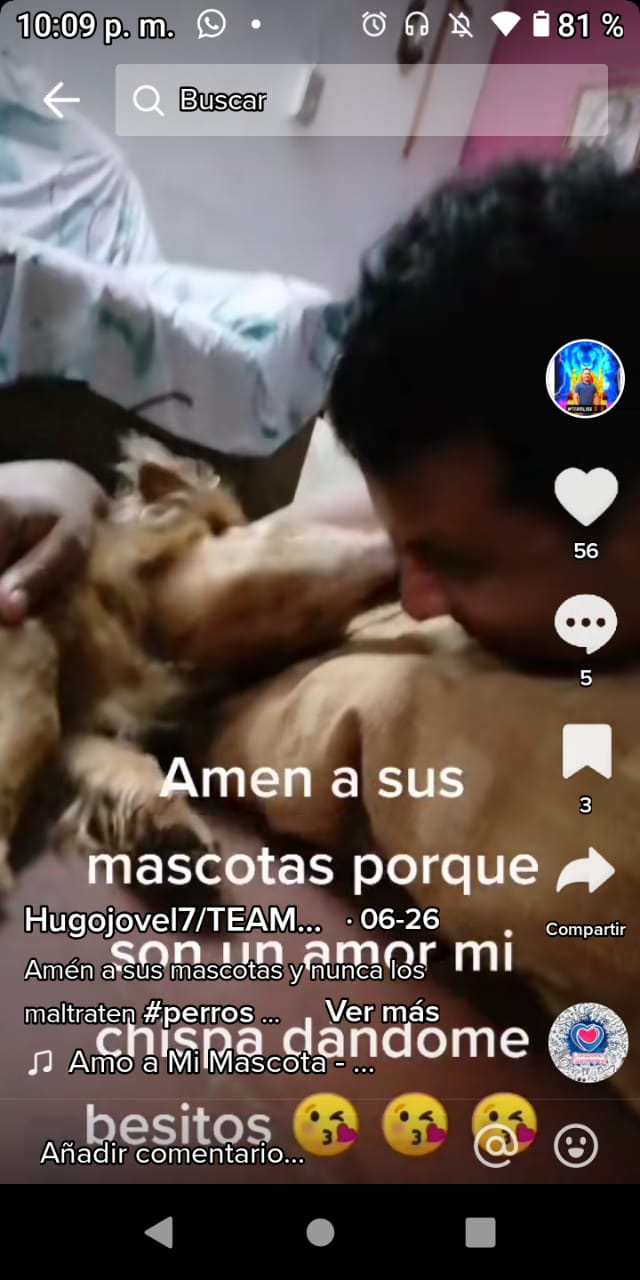 10:09 p. m.
81 %
Buscar
56
5
3
Compartir
Amen a sus
mascotas porque
son un amor mi
chispa dandome
besitos 😘 😘 😘
Hugojovel7/TEAM... · 06-26
Amén a sus mascotas y nunca los
maltraten #perros ... Ver más
Amo a Mi Mascota - ...
Añadir comentario...
@